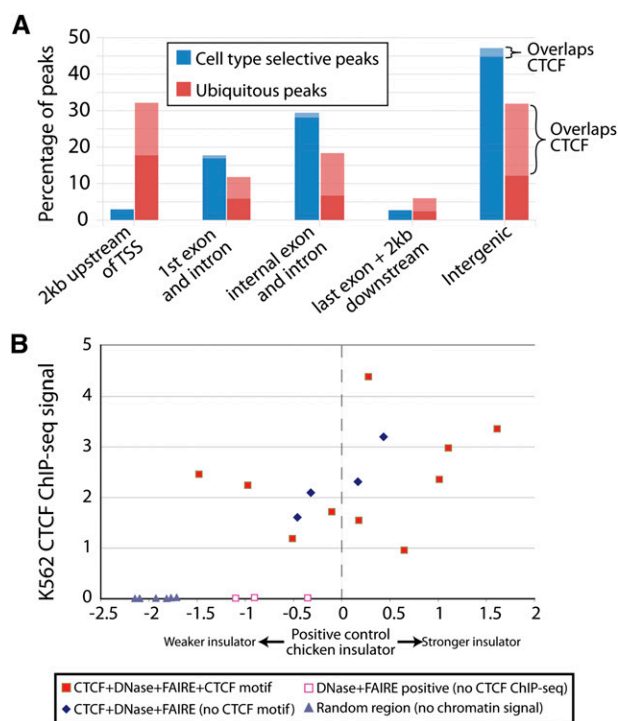 A
50
40
30
20
10
0
Percentage of peaks
Cell type selective peaks
Ubiquitous peaks
Overlaps
CTCF
Overlaps
CTCF
2kb upstream
of TSS
1st exon
and intron
internal exon
and intron
last exon + 2kb
downstream
Intergenic
B
5
4
3
2
1
0
K562 CTCF ChIP-seq signal
-2.5
-2
-1.5
-1
-0.5
0
0.5
1
1.5
2
Weaker insulator
Positive control
chicken insulator
Stronger insulator
CTCF+DNase+FAIRE+CTCF motif
DNase+FAIRE positive (no CTCF ChIP-seq)
CTCF+DNase+FAIRE (no CTCF motif)
Random region (no chromatin signal)